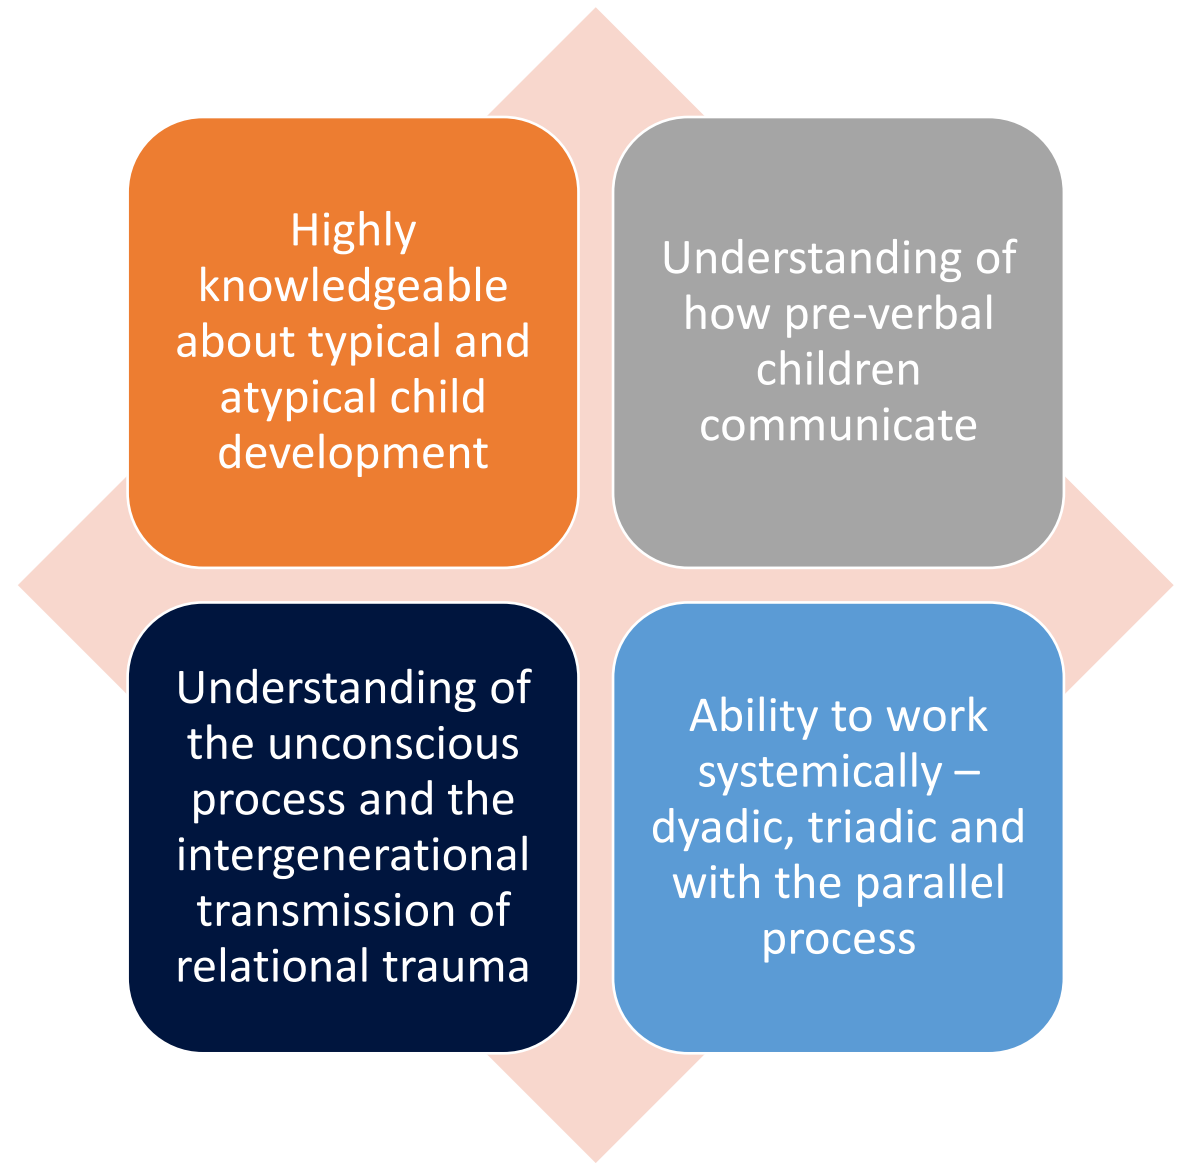 Highly
knowledgeable
about typical and
atypical child
development
Understanding of
how pre-verbal
children
communicate
Understanding of
the unconscious
process and the
intergenerational
transmission of
relational trauma
Ability to work
systemically –
dyadic, triadic and
with the parallel
process